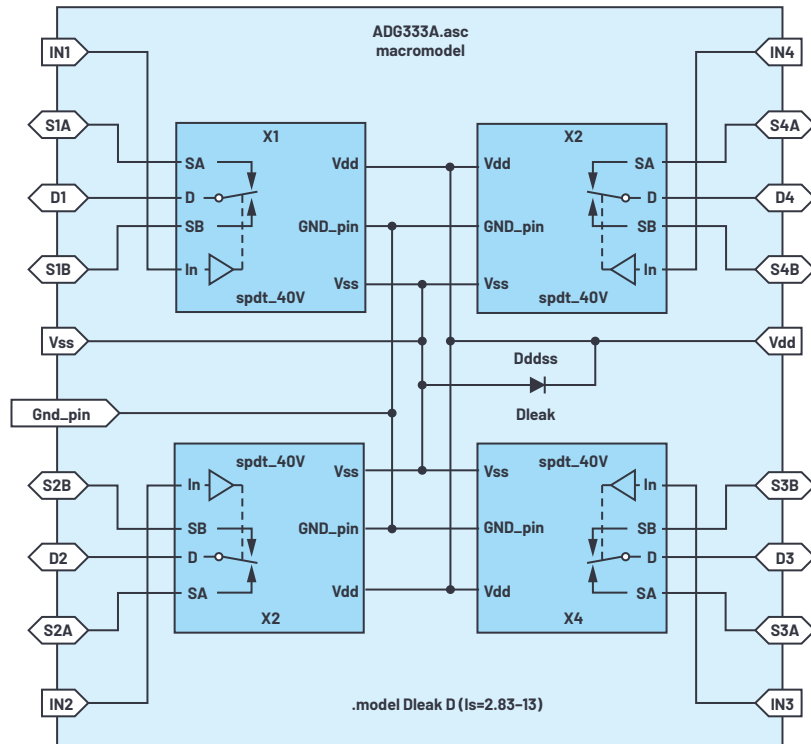 ADG333A.asc
macromodel
IN1
IN4
S1A
S4A
D1
D4
S1B
S4B
X1
SA
D
SB
In
Vdd
GND_pin
Vss
spdt_40V
X2
Vdd
GND_pin
Vss
SA
D
SB
In
spdt_40V
Vss
Vdd
Dddss
Dleak
Gnd_pin
S2B
D2
S2A
IN2
spdt_40V
In
SB
D
SA
Vss
GND_pin
Vdd
X2
spdt_40V
Vss
GND_pin
Vdd
In
SB
D
SA
X4
S3B
D3
S3A
IN3
.model Dleak D (Is=2.83-13)